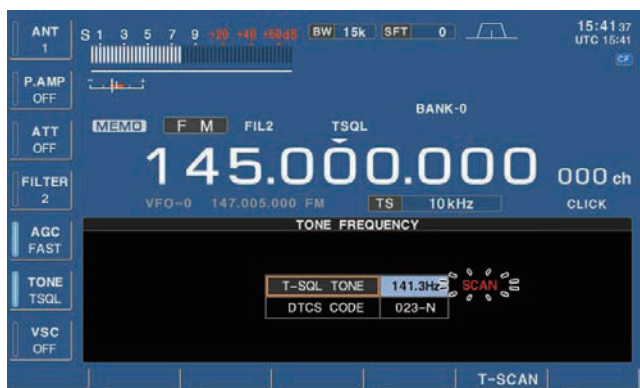 ANT
1
S 1 3 5 7 9 +20 +40 +60dB
BW 15k
SFT 0
15:41 37
UTC 15:41
CF
P.AMP
OFF
BANK-0
ATT
OFF
MEMO
FM
FIL2
TSQL
145.000.000
000 ch
FILTER
2
VFO-0 147.005.000 FM
TS 10kHz
CLICK
AGC
FAST
TONE FREQUENCY
TONE
TSQL
T-SQL TONE 141.3Hz SCAN
DTCS CODE 023-N
VSC
OFF
T-SCAN